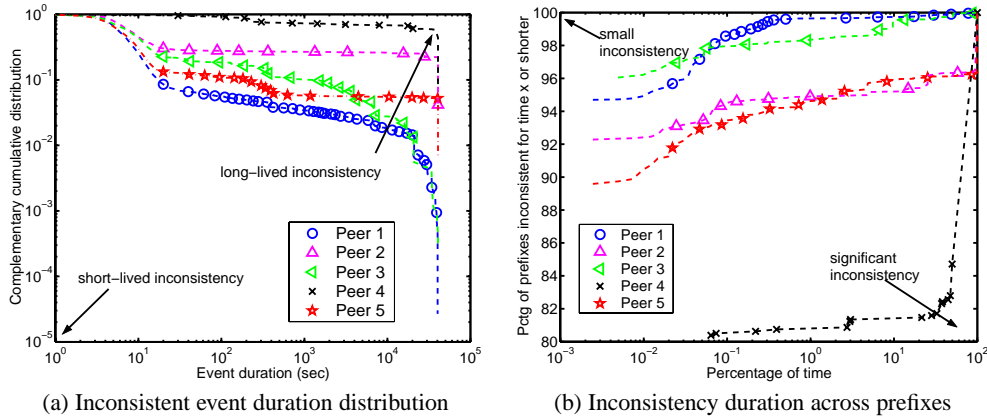 10^0
10^-1
10^-2
10^-3
10^-4
10^-5
10^0
10^1
10^2
10^3
10^4
10^5
Complementary cumulative distribution
Event duration (sec)
long-lived inconsistency
short-lived inconsistency
Peer 1
Peer 2
Peer 3
Peer 4
Peer 5
(a) Inconsistent event duration distribution
100
98
96
94
92
90
88
86
84
82
80
10^-3
10^-2
10^-1
10^0
10^1
10^2
Pctg of prefixes inconsistent for time x or shorter
Percentage of time
small
inconsistency
significant
inconsistency
Peer 1
Peer 2
Peer 3
Peer 4
Peer 5
(b) Inconsistency duration across prefixes